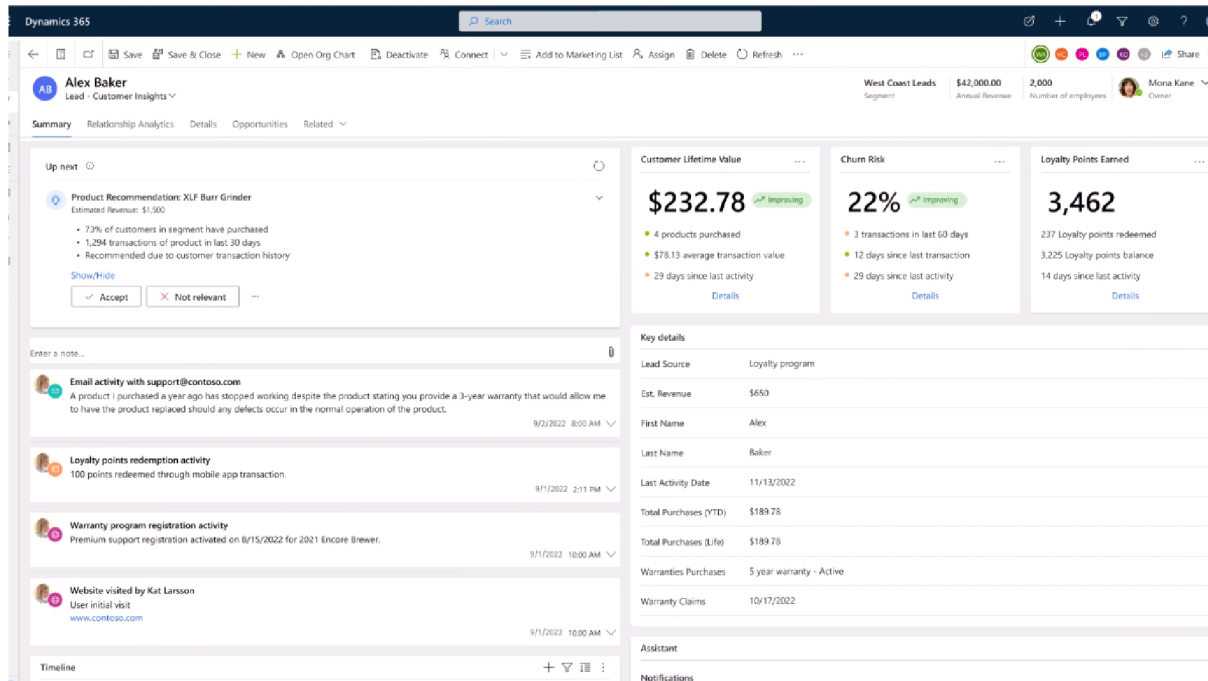 Dynamics 365
Search
1
Save
Save & Close
New
Open Org Chart
Deactivate
Connect
Add to Marketing List
Assign
Delete
Refresh
Share
AB
Alex Baker
Lead · Customer Insights
West Coast Leads
Segment
$42,000.00
Annual Revenue
2,000
Number of employees
Mona Kane
Owner
Summary
Relationship Analytics
Details
Opportunities
Related
Up next
Product Recommendation: XLF Burr Grinder
Estimated Revenue: $1,500
• 73% of customers in segment have purchased
• 1,294 transactions of product in last 30 days
• Recommended due to customer transaction history
Show/Hide
Accept
Not relevant
Customer Lifetime Value
$232.78
Improving
4 products purchased
$78.13 average transaction value
29 days since last activity
Details
Churn Risk
22%
Improving
3 transactions in last 60 days
12 days since last transaction
29 days since last activity
Details
Loyalty Points Earned
3,462
237 Loyalty points redeemed
3,225 Loyalty points balance
14 days since last activity
Details
Enter a note...
Email activity with support@contoso.com
A product I purchased a year ago has stopped working despite the product stating you provide a 3-year warranty that would allow me
to have the product replaced should any defects occur in the normal operation of the product.
9/2/2022 8:00 AM
Loyalty points redemption activity
100 points redeemed through mobile app transaction.
9/1/2022 2:11 PM
Warranty program registration activity
Premium support registration activated on 8/15/2022 for 2021 Encore Brewer.
9/1/2022 10:00 AM
Website visited by Kat Larsson
User initial visit
www.contoso.com
9/1/2022 10:00 AM
Timeline
Key details
Lead Source Loyalty program
Est. Revenue $650
First Name Alex
Last Name Baker
Last Activity Date 11/13/2022
Total Purchases (YTD) $189.78
Total Purchases (Life) $189.78
Warranties Purchases 5 year warranty - Active
Warranty Claims 10/17/2022
Assistant
Notifications